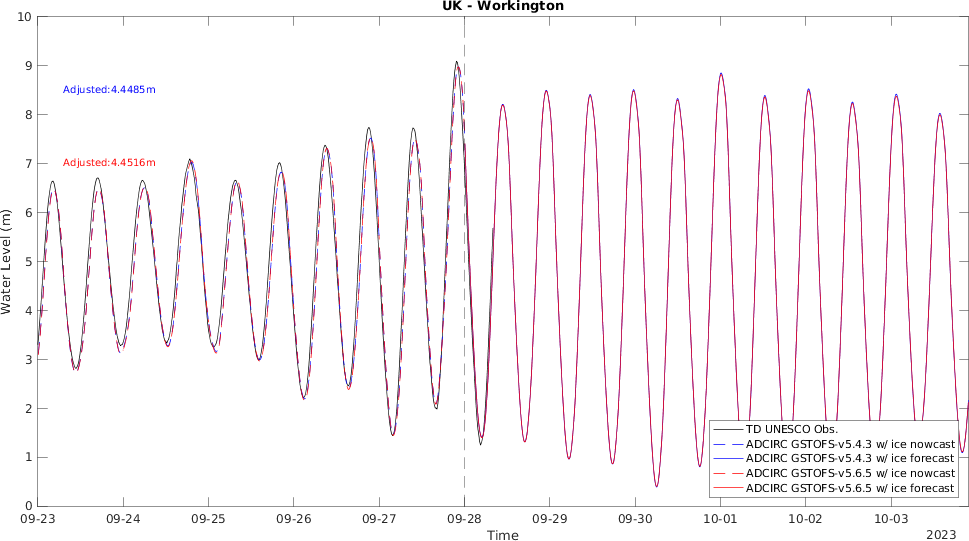 UK - Workington
10
9
8
7
6
5
4
3
2
1
0
Water Level (m)
Adjusted:4.4485m
Adjusted:4.4516m
TD UNESCO Obs.
ADCIRC GSTOFS-v5.4.3 w/ ice nowcast
ADCIRC GSTOFS-v5.4.3 w/ ice forecast
ADCIRC GSTOFS-v5.6.5 w/ ice nowcast
ADCIRC GSTOFS-v5.6.5 w/ ice forecast
09-23 09-24 09-25 09-26 09-27 09-28 09-29 09-30 10-01 10-02 10-03
Time
2023